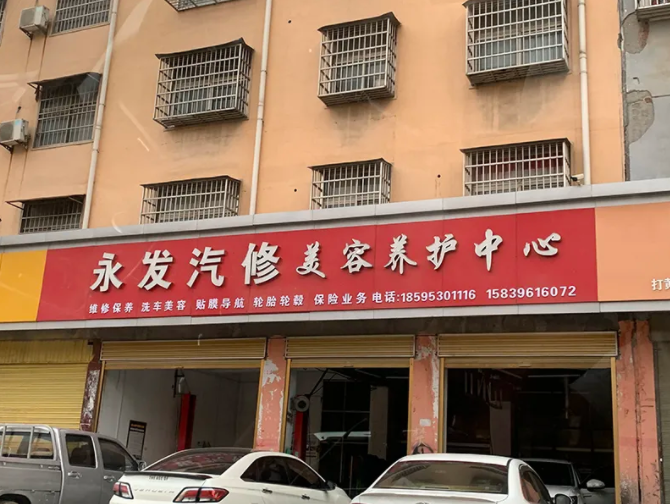 永发汽修美容养护中心
维修保养 洗车美容 贴膜导航 轮胎轮毂 保险业务 电话:18595301116 15839616072
打